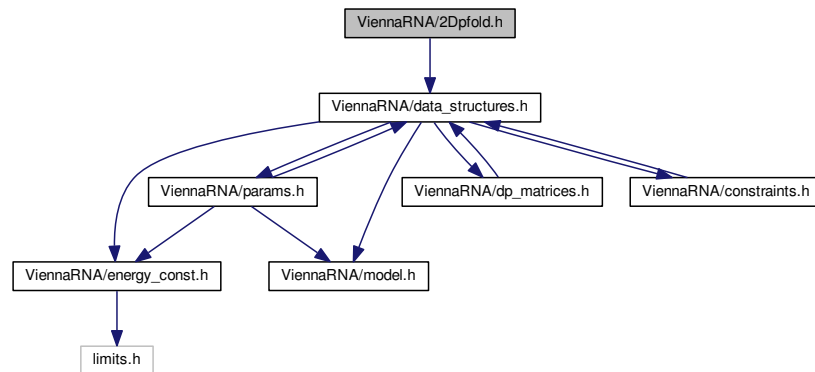 ViennaRNA/2Dpfold.h
ViennaRNA/data_structures.h
ViennaRNA/params.h
ViennaRNA/dp_matrices.h
ViennaRNA/constraints.h
ViennaRNA/energy_const.h
ViennaRNA/model.h
limits.h